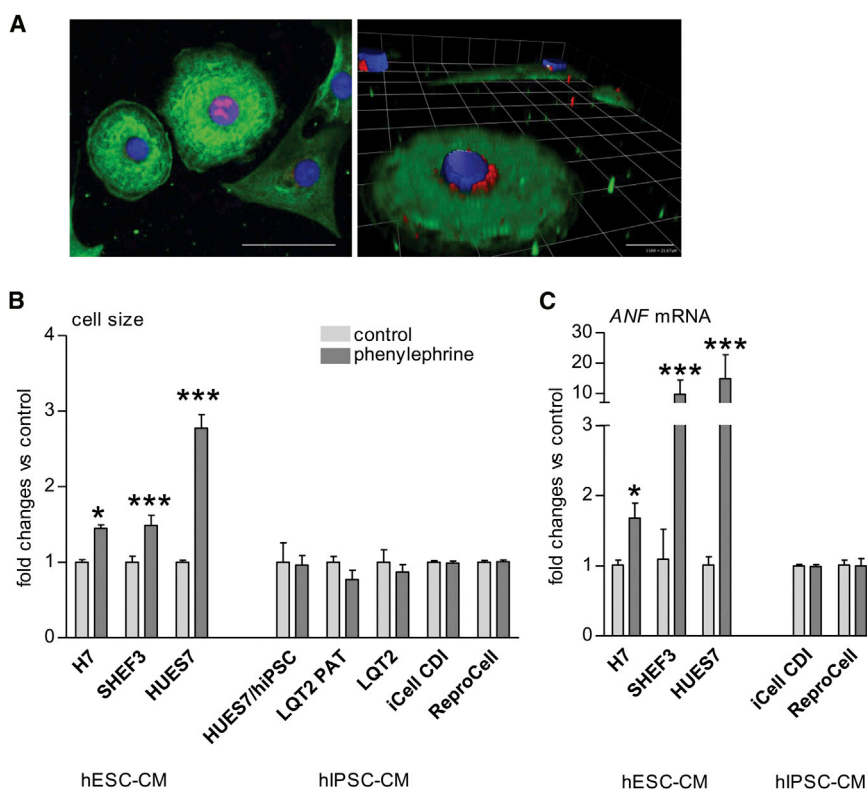 A
B
cell size
control
phenylephrine
fold changes vs control
4
3
2
1
0
*
***
***
H7
SHEF3
HUES7
HUES7/hiPSC
LQT2 PAT
LQT2
iCell CDI
ReproCell
hESC-CM
hIPSC-CM
C
ANF mRNA
fold changes vs control
30
20
10
3
2
1
0
*
***
***
H7
SHEF3
HUES7
iCell CDI
ReproCell
hESC-CM
hIPSC-CM